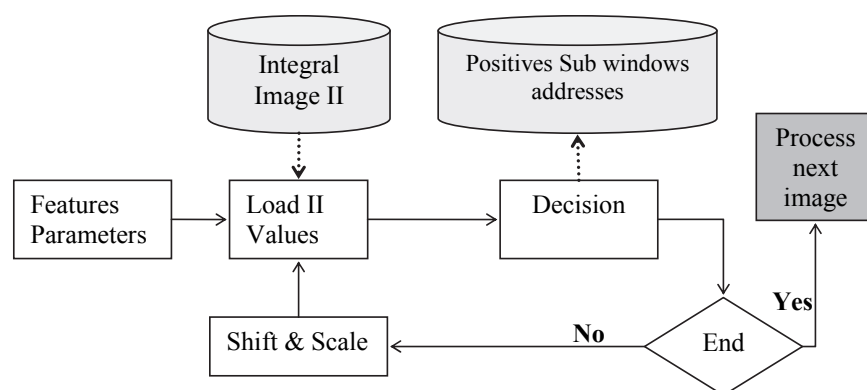 Integral
Image II
Positives Sub windows
addresses
Process
next
image
Features
Parameters
Load II
Values
Decision
Yes
No
Shift & Scale
End